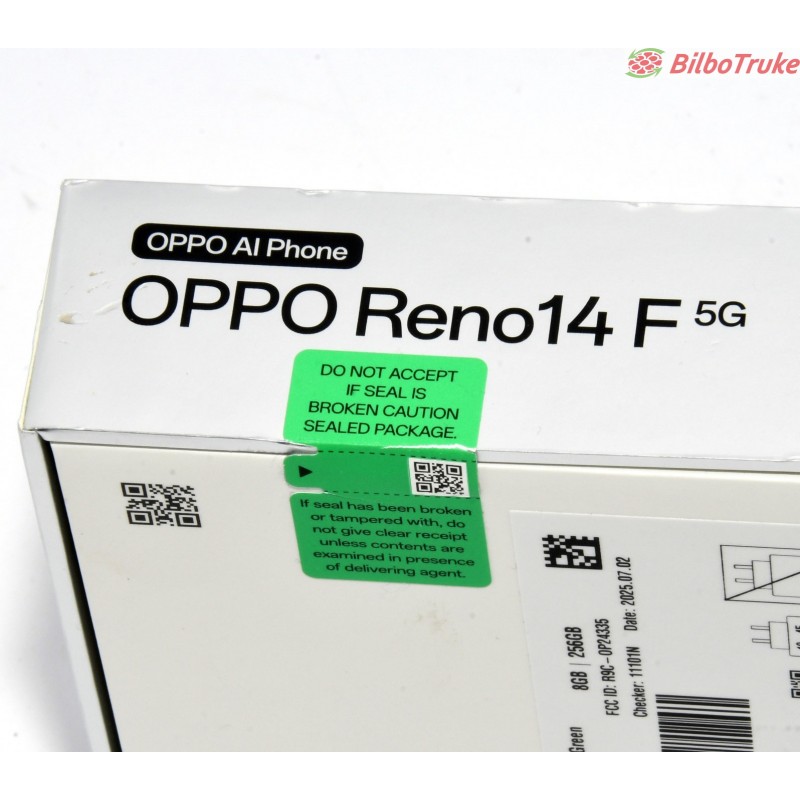 BilboTruke
OPPO AI Phone
OPPO Reno14 F 5G
DO NOT ACCEPT
IF SEAL IS
BROKEN CAUTION
SEALED PACKAGE.
If seal has been broken
or tampered with, do
not give clear receipt
unless contents are
examined in presence
of delivering agent.
Green 8GB | 256GB
FCC ID: R9C-OP24335
Checker: 11101N Date: 2025.07.02